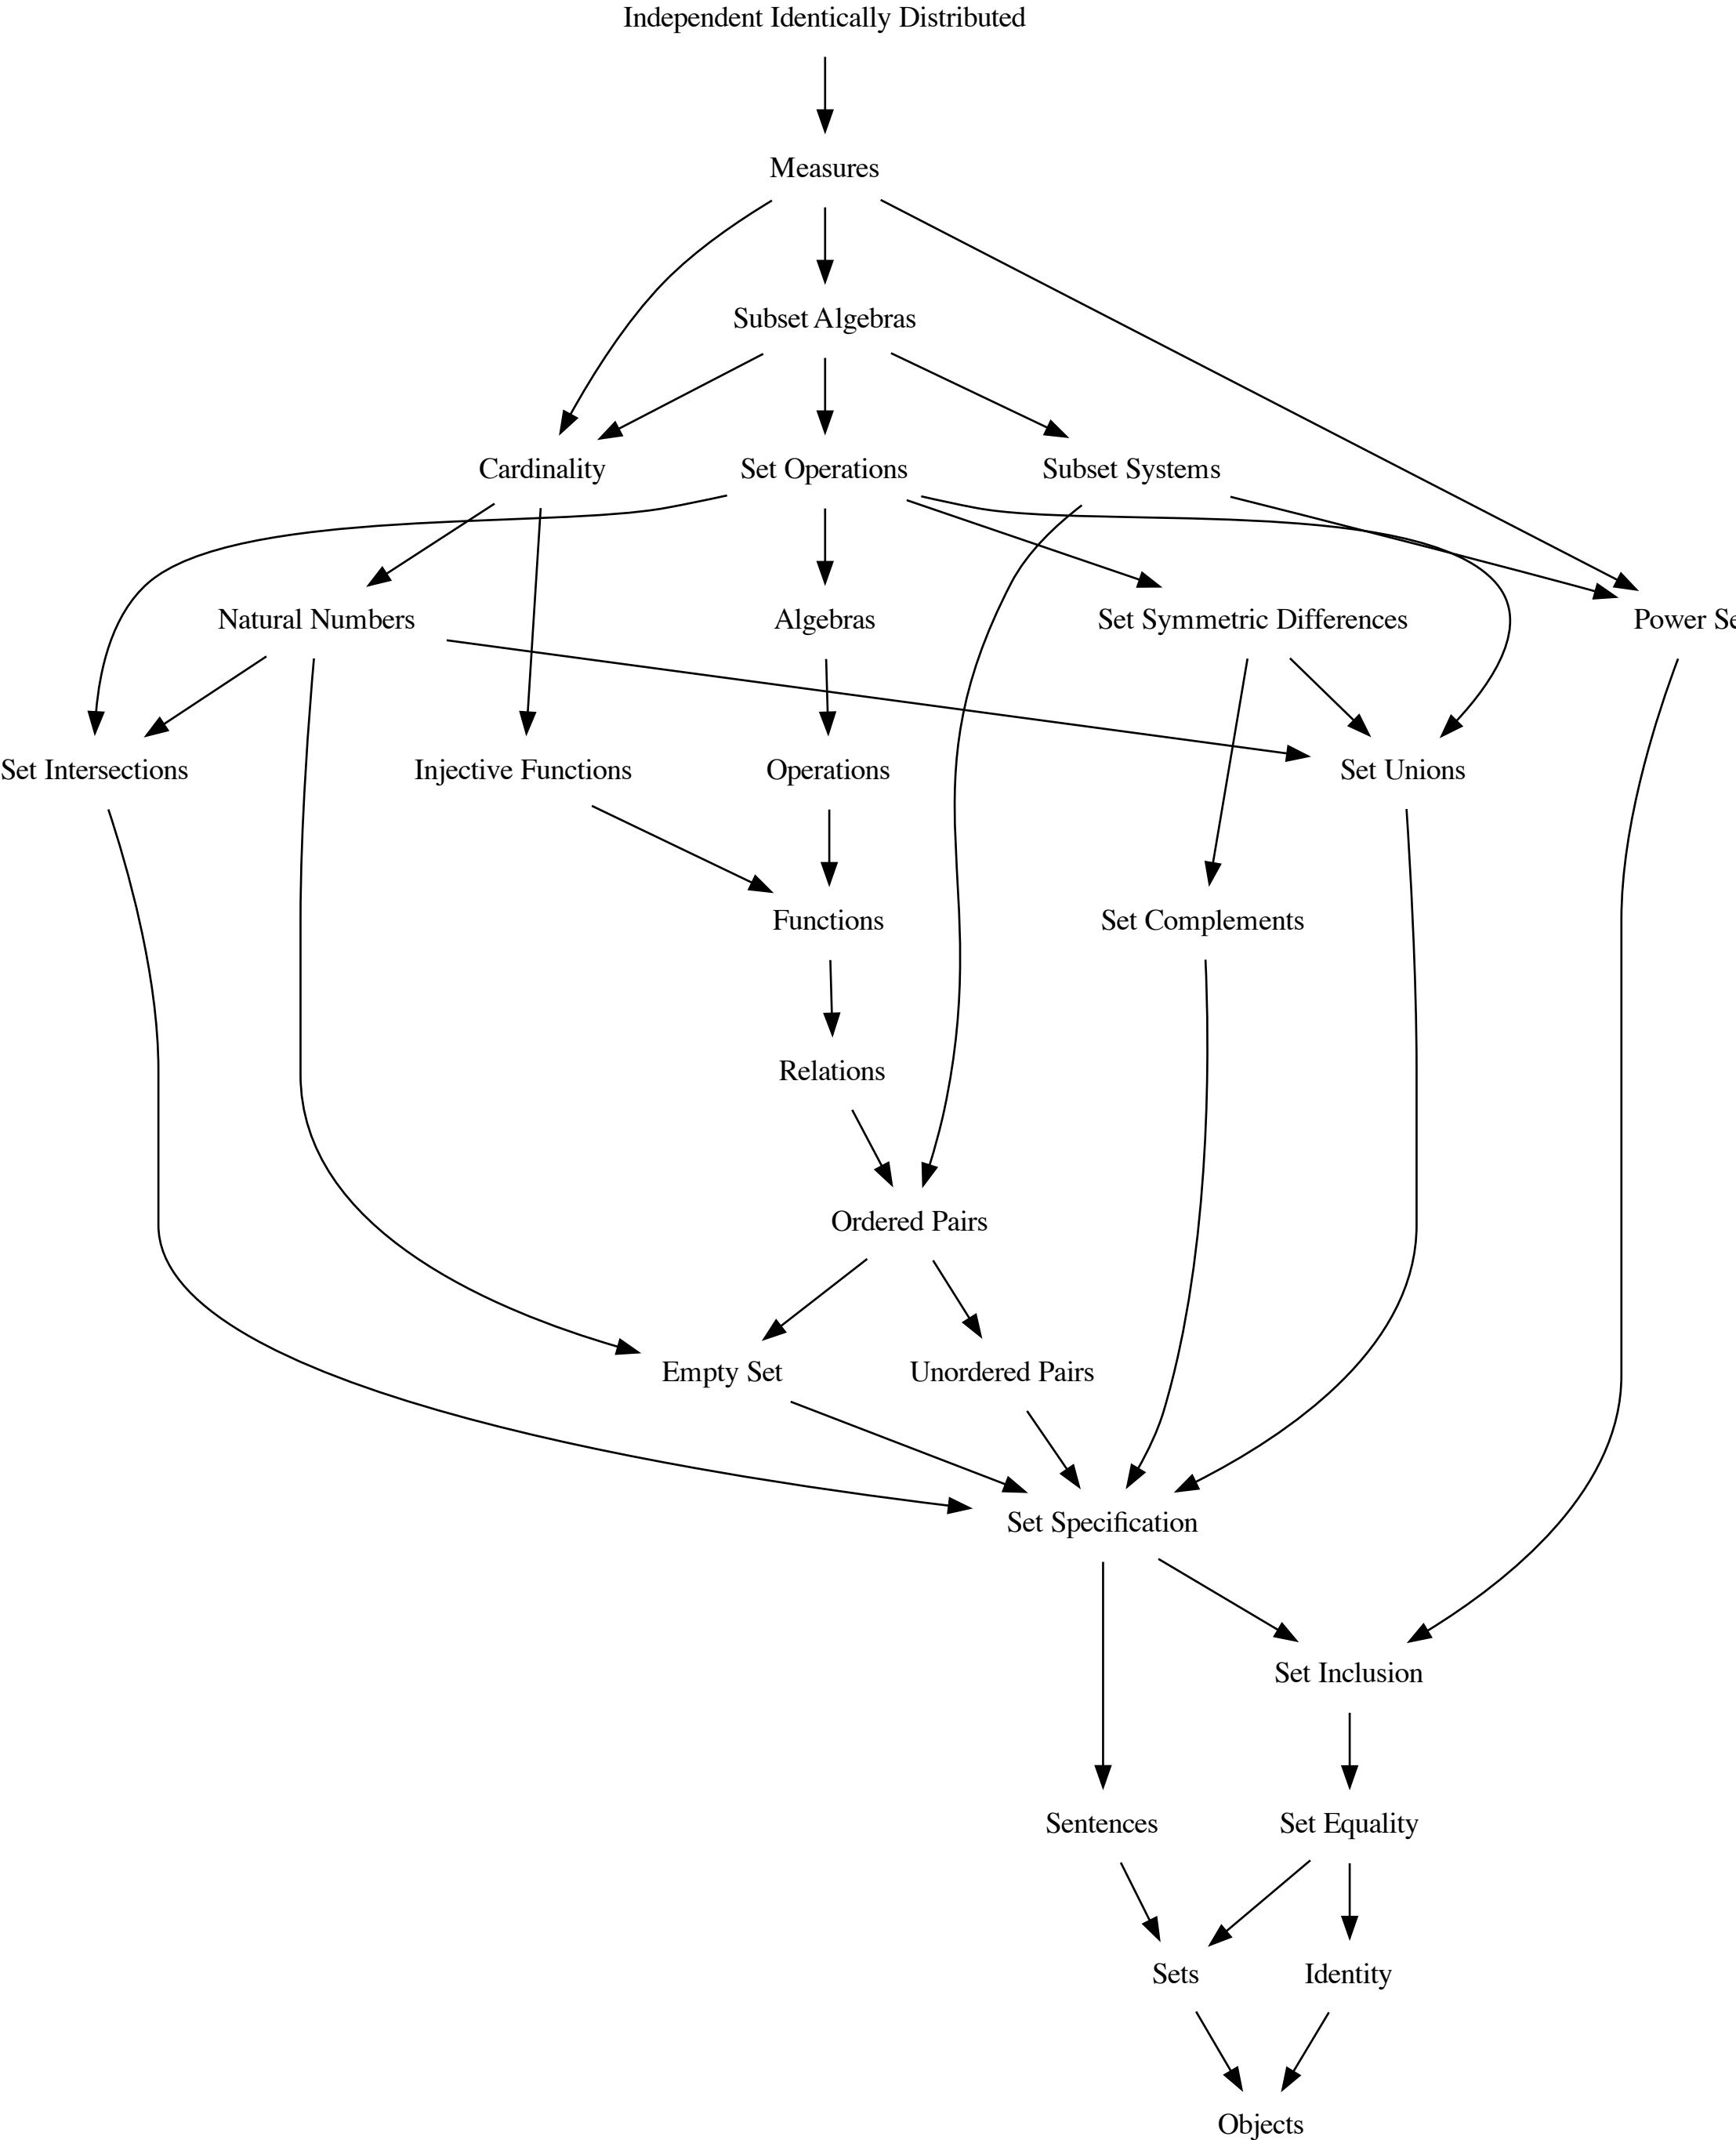 Independent Identically Distributed
Measures
Subset Algebras
Cardinality
Set Operations
Subset Systems
Natural Numbers
Algebras
Set Symmetric Differences
Power Se
Set Intersections
Injective Functions
Operations
Set Unions
Functions
Set Complements
Relations
Ordered Pairs
Empty Set
Unordered Pairs
Set Specification
Set Inclusion
Sentences
Set Equality
Sets
Identity
Objects